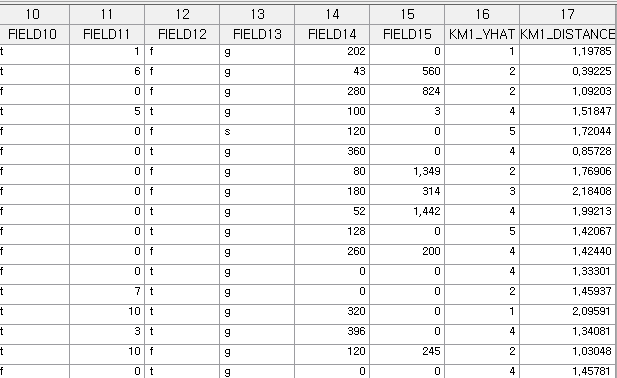 10 11 12 13 14 15 16 17
FIELD10 FIELD11 FIELD12 FIELD13 FIELD14 FIELD15 KM1_YHAT KM1_DISTANCE
t 1 f g 202 0 1 1,19785
t 6 f g 43 560 2 0,39225
f 0 f g 280 824 2 1,09203
t 5 t g 100 3 4 1,51847
f 0 f s 120 0 5 1,72044
f 0 t g 360 0 4 0,85728
f 0 f g 80 1,349 2 1,76906
f 0 f g 180 314 3 2,18408
f 0 t g 52 1,442 4 1,99213
f 0 t g 128 0 5 1,42067
f 0 t g 260 200 4 1,42440
f 0 t g 0 0 4 1,33301
t 7 t g 0 0 2 1,45937
t 10 t g 320 0 1 2,09591
t 3 t g 396 0 4 1,34081
t 10 f g 120 245 2 1,03048
f 0 t g 0 0 4 1,45781